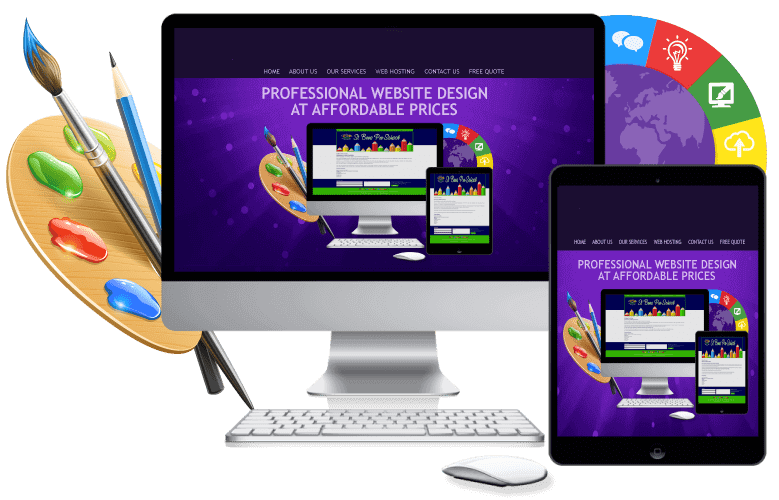 HOME ABOUT US OUR SERVICES WEB HOSTING CONTACT US FREE QUOTE
PROFESSIONAL WEBSITE DESIGN
AT AFFORDABLE PRICES
HOME ABOUT US OUR SERVICES WEB HOSTING CONTACT US FREE QUOTE
PROFESSIONAL WEBSITE DESIGN
AT AFFORDABLE PRICES